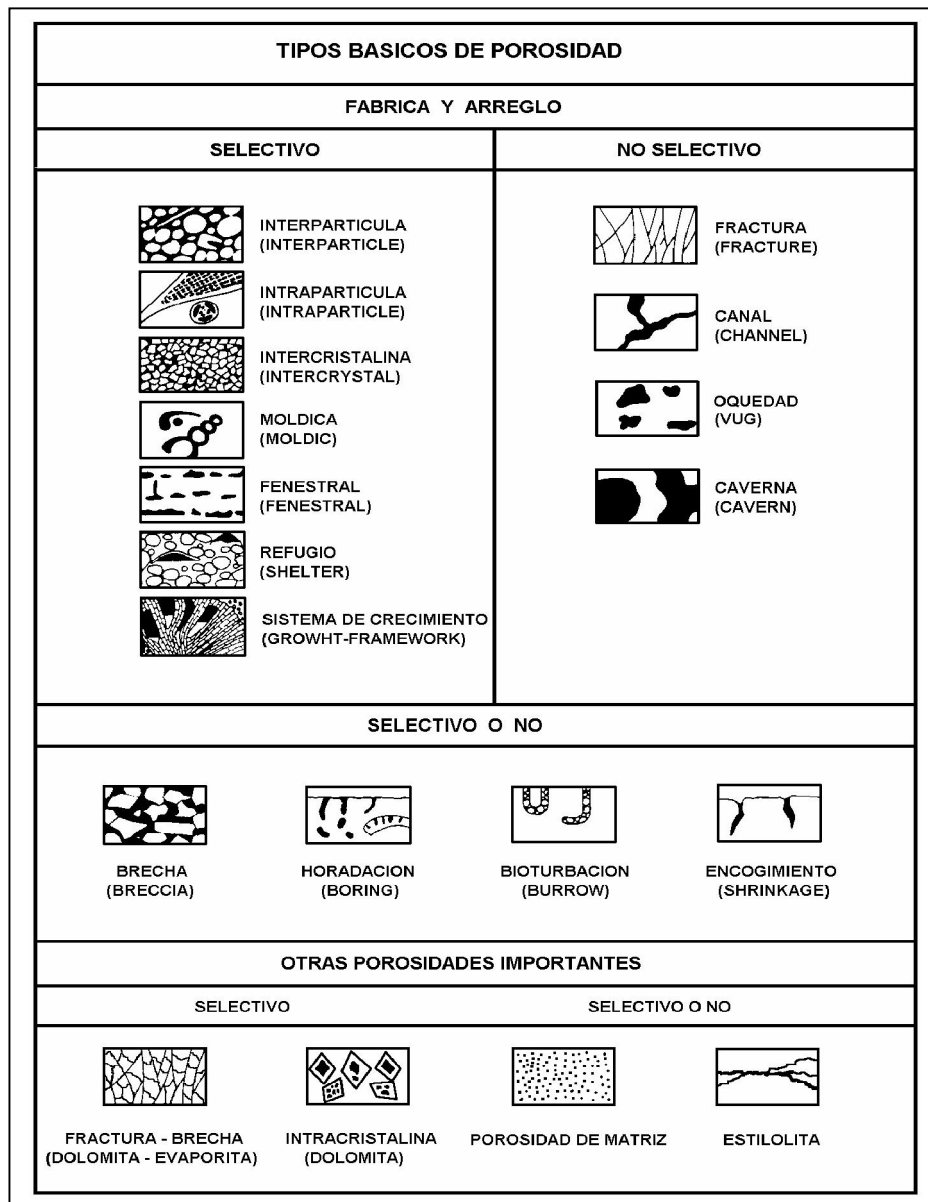 TIPOS BASICOS DE POROSIDAD
FABRICA Y ARREGLO
SELECTIVO
INTERPARTICULA
(INTERPARTICLE)
INTRAPARTICULA
(INTRAPARTICLE)
INTERCRISTALINA
(INTERCRYSTAL)
MOLDICA
(MOLDIC)
FENESTRAL
(FENESTRAL)
REFUGIO
(SHELTER)
SISTEMA DE CRECIMIENTO
(GROWHT-FRAMEWORK)
NO SELECTIVO
FRACTURA
(FRACTURE)
CANAL
(CHANNEL)
OQUEDAD
(VUG)
CAVERNA
(CAVERN)
SELECTIVO O NO
BRECHA
(BRECCIA)
HORADACION
(BORING)
BIOTURBACION
(BURROW)
ENCOGIMIENTO
(SHRINKAGE)
OTRAS POROSIDADES IMPORTANTES
SELECTIVO
FRACTURA - BRECHA
(DOLOMITA - EVAPORITA)
INTRACRISTALINA
(DOLOMITA)
SELECTIVO O NO
POROSIDAD DE MATRIZ
ESTILOLITA